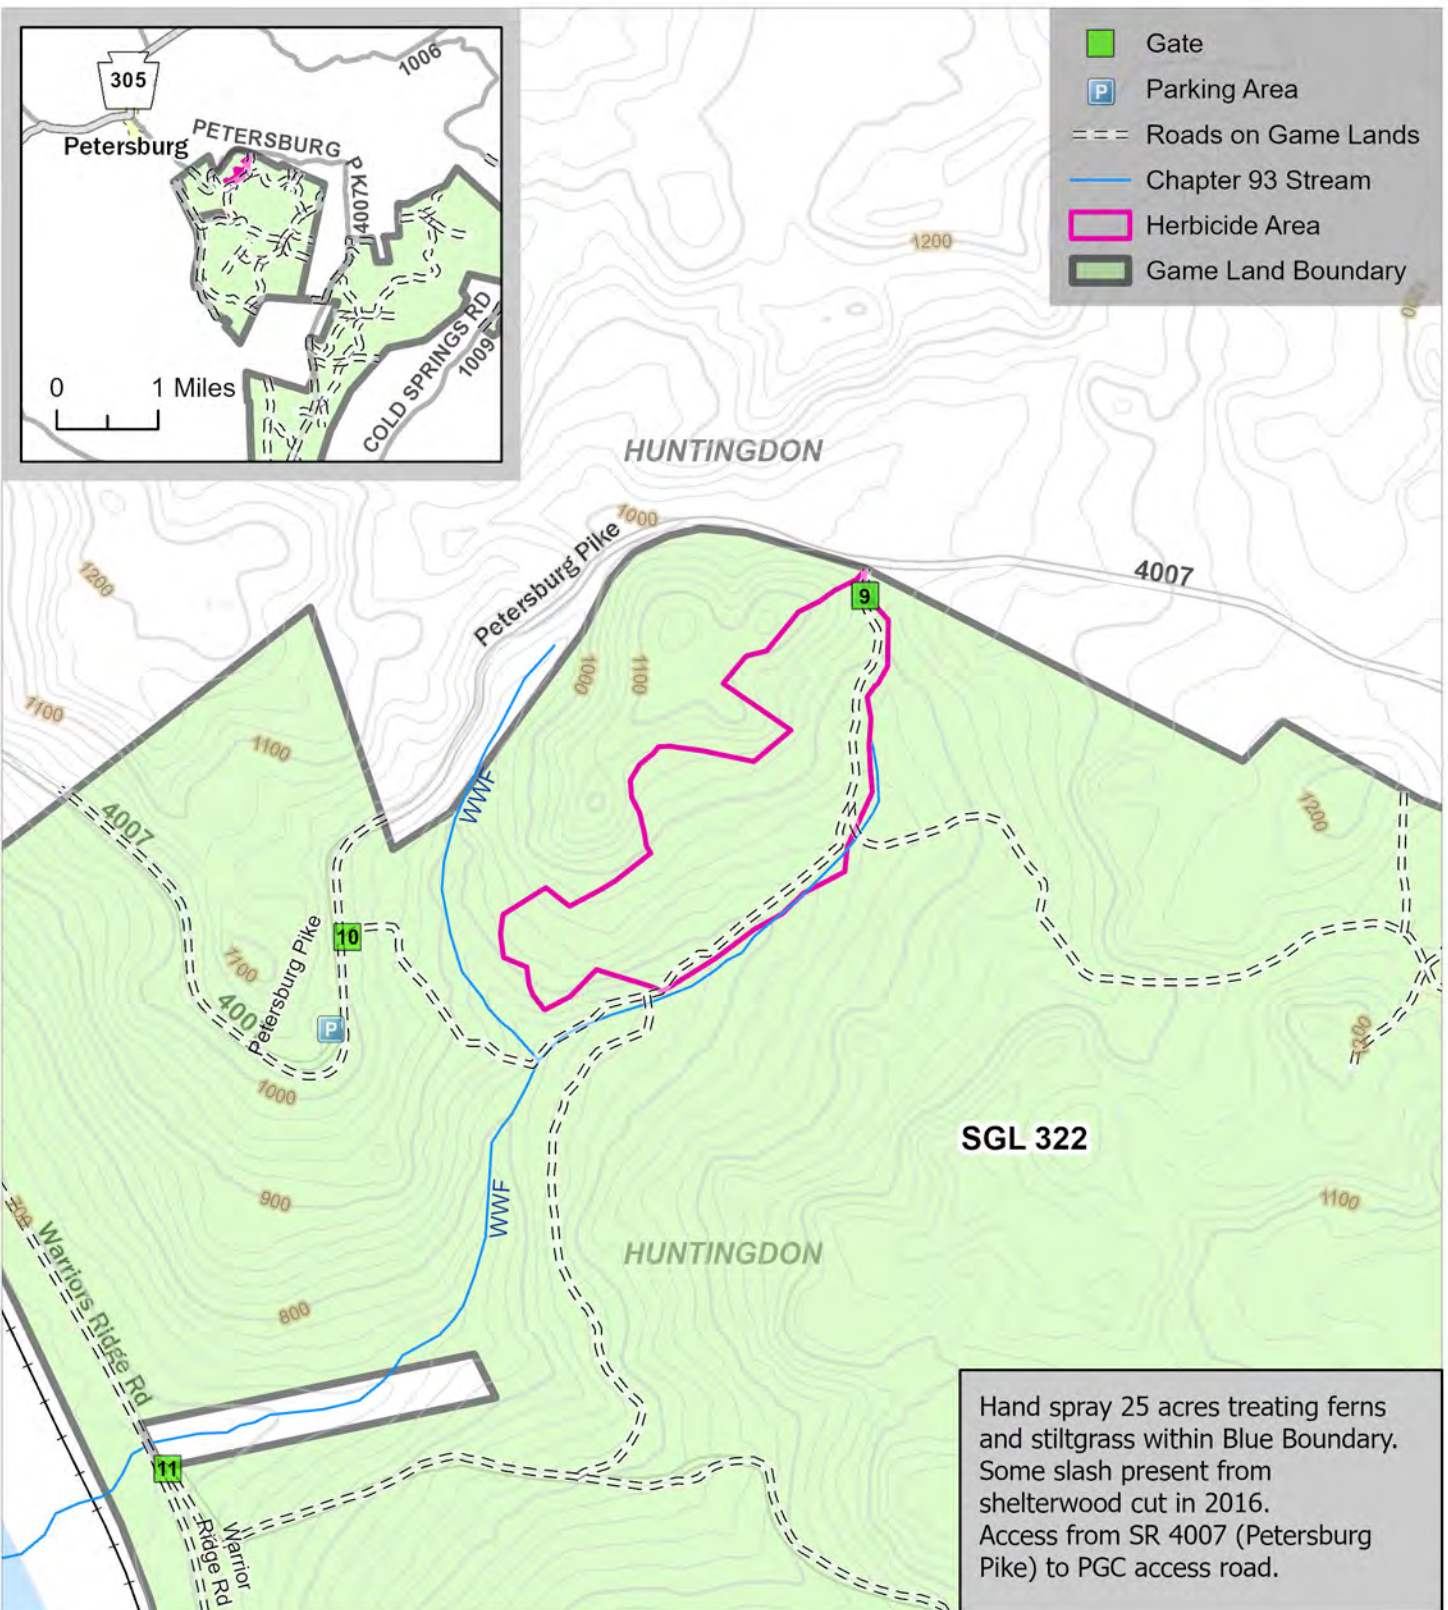 305
1006
Petersburg
PETERSBURG
PK/
4007
COLD SPRINGS RD
1009
0 1 Miles
Gate
P Parking Area
Roads on Game Lands
Chapter 93 Stream
Herbicide Area
Game Land Boundary
1200
HUNTINGDON
1000
Petersburg Pike
4007
1200
9
1000
1100
1100
1100
WWF
1200
4007
10
Petersburg Pike
1100
400
P
1000
1200
SGL 322
900
WWF
1100
700
Warriors Ridge Rd
HUNTINGDON
800
11
Warrior
Ridge Rd
Hand spray 25 acres treating ferns
and stiltgrass within Blue Boundary.
Some slash present from
shelterwood cut in 2016.
Access from SR 4007 (Petersburg
Pike) to PGC access road.